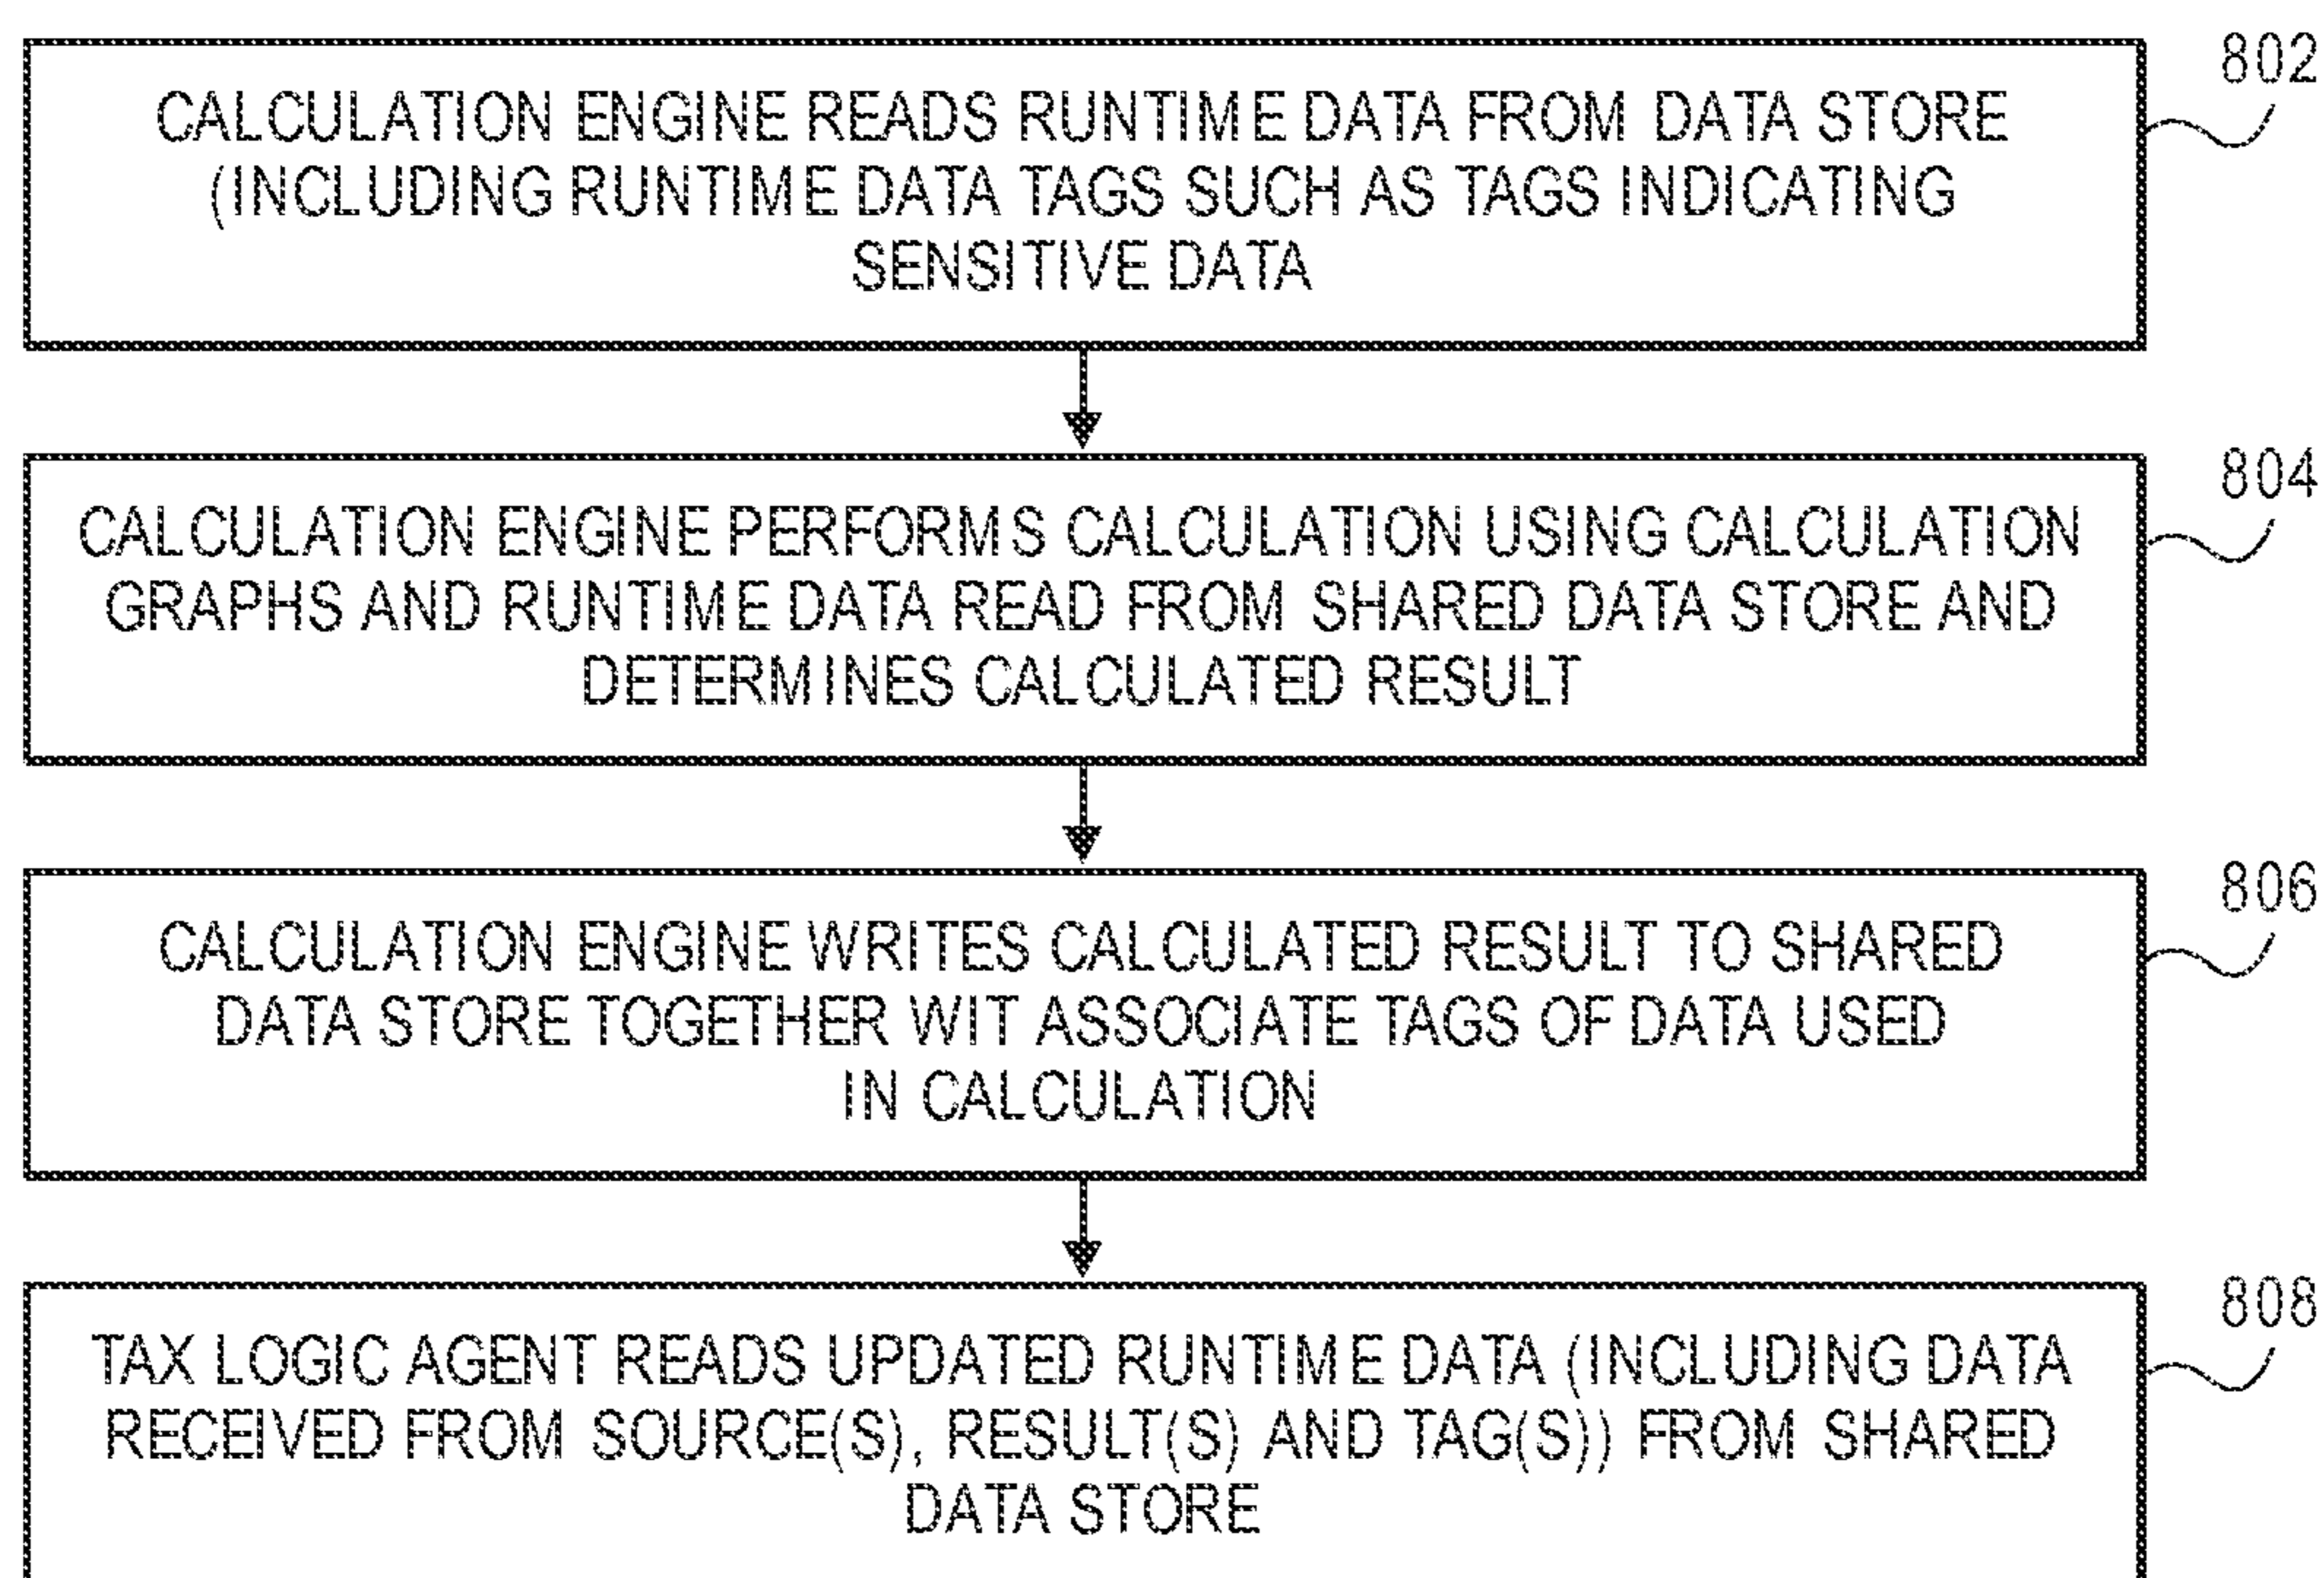 802
CALCULATION ENGINE READS RUNTIME DATA FROM DATA STORE
(INCLUDING RUNTIME DATA TAGS SUCH AS TAGS INDICATING
SENSITIVE DATA
804
CALCULATION ENGINE PERFORMS CALCULATION USING CALCULATION
GRAPHS AND RUNTIME DATA READ FROM SHARED DATA STORE AND
DETERMINES CALCULATED RESULT
806
CALCULATION ENGINE WRITES CALCULATED RESULT TO SHARED
DATA STORE TOGETHER WIT ASSOCIATE TAGS OF DATA USED
IN CALCULATION
808
TAX LOGIC AGENT READS UPDATED RUNTIME DATA (INCLUDING DATA
RECEIVED FROM SOURCE(S), RESULT(S) AND TAG(S)) FROM SHARED
DATA STORE